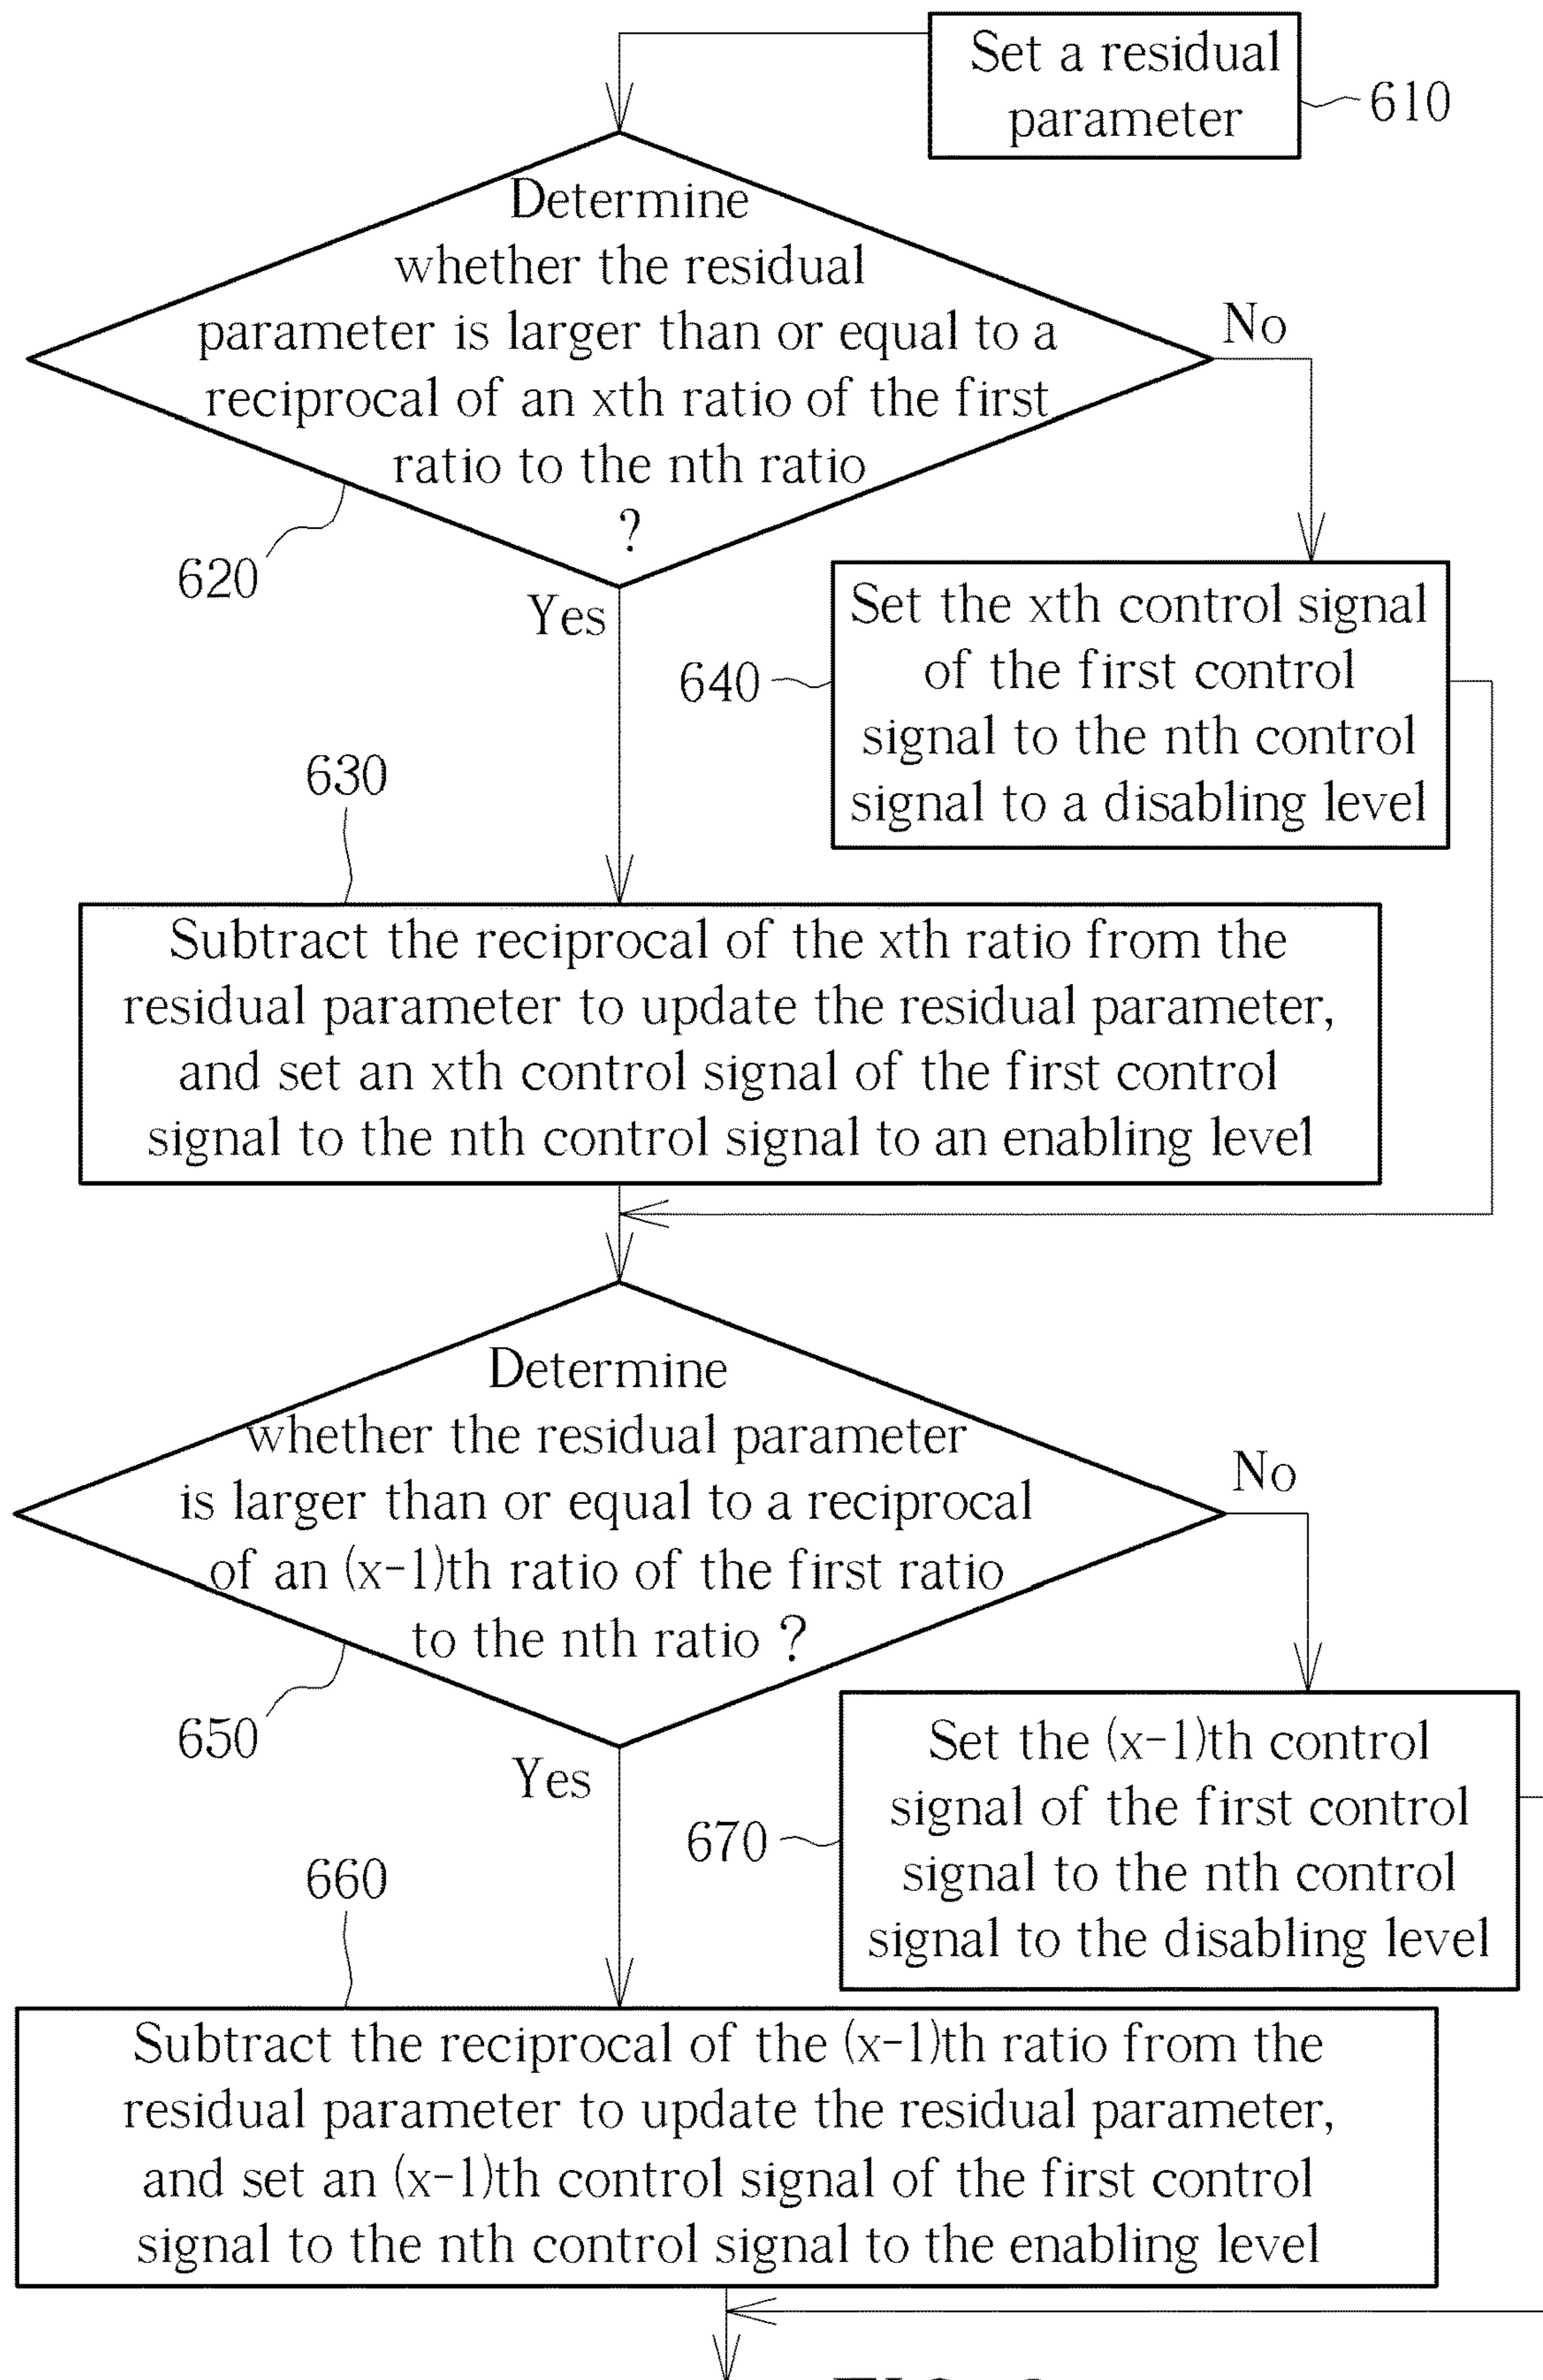 Set a residual
parameter
610
Determine
whether the residual
parameter is larger than or equal to a
reciprocal of an xth ratio of the first
ratio to the nth ratio
?
No
620
Yes
Set the xth control signal
of the first control
signal to the nth control
signal to a disabling level
640
630
Subtract the reciprocal of the xth ratio from the
residual parameter to update the residual parameter,
and set an xth control signal of the first control
signal to the nth control signal to an enabling level
Determine
whether the residual parameter
is larger than or equal to a reciprocal
of an (x-1)th ratio of the first ratio
to the nth ratio ?
No
650
Yes
Set the (x-1)th control
signal of the first control
signal to the nth control
signal to the disabling level
670
660
Subtract the reciprocal of the (x-1)th ratio from the
residual parameter to update the residual parameter,
and set an (x-1)th control signal of the first control
signal to the nth control signal to the enabling level